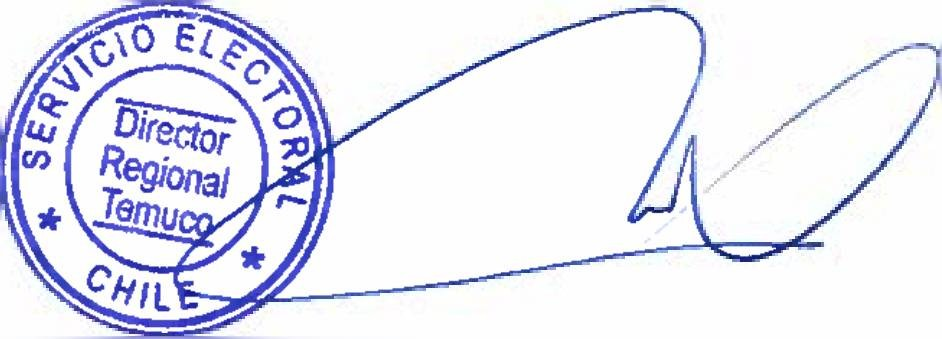 SERVICIO ELECTORAL
Director
Regional
Temuco
* CHILE *